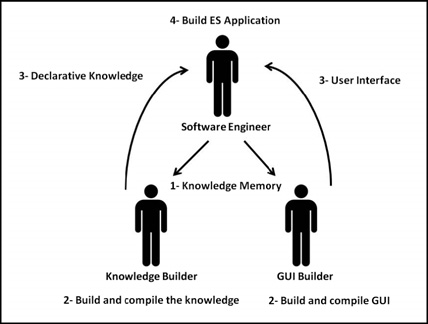 4- Build ES Application
3- Declarative Knowledge
3- User Interface
Software Engineer
1- Knowledge Memory
Knowledge Builder
GUI Builder
2- Build and compile the knowledge
2- Build and compile GUI